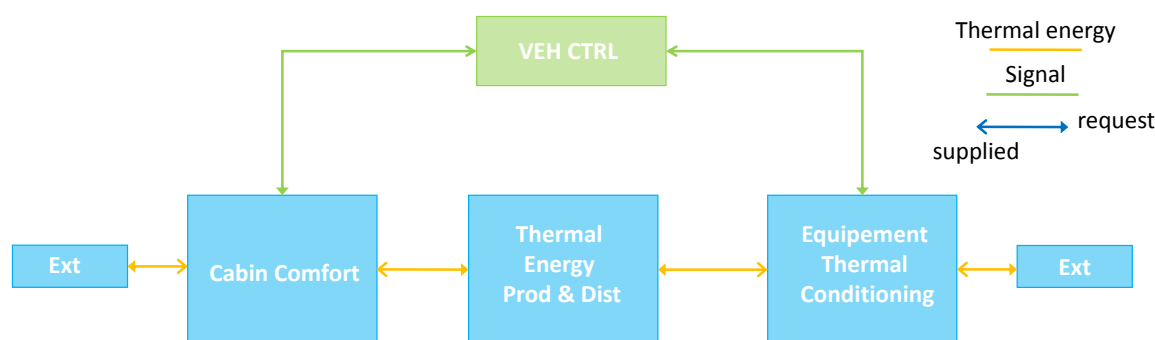 VEH CTRL
Thermal energy
Signal
request
supplied
Ext
Cabin Comfort
Thermal
Energy
Prod & Dist
Equipement
Thermal
Conditioning
Ext